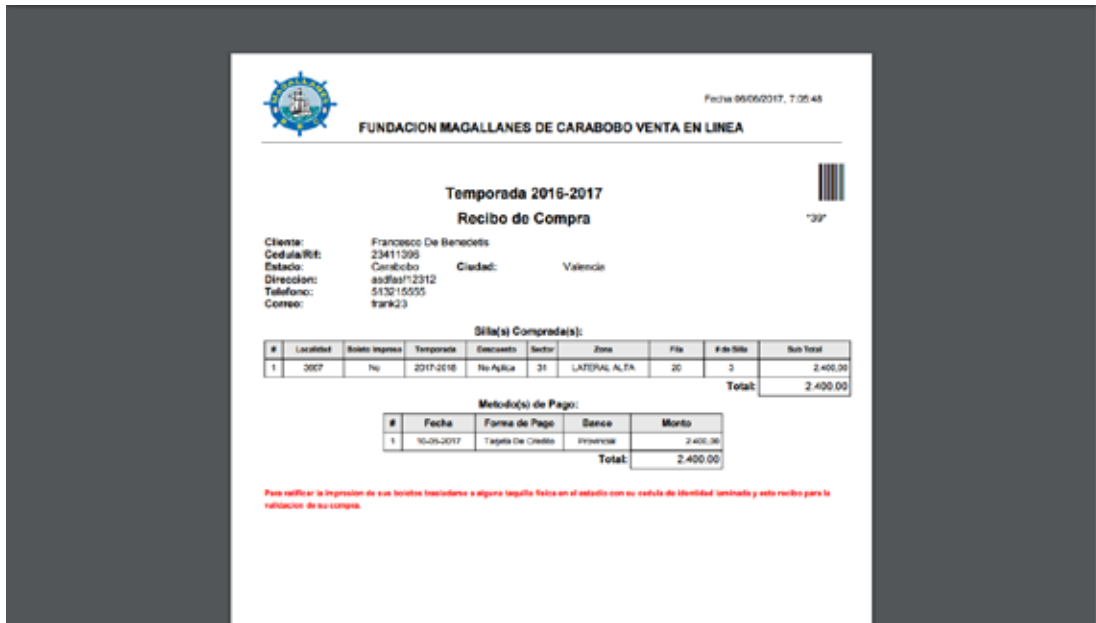 MAGALLANES
Fecha 06/06/2017, 7:05:48
FUNDACION MAGALLANES DE CARABOBO VENTA EN LINEA
Temporada 2016-2017
Recibo de Compra
*39*
Cliente: Francesco De Benedetis
Cedula/Rif: 23411396
Estado: Carabobo Ciudad: Valencia
Direccion: asdfasf12312
Telefono: 513215555
Correo: frank23
Silla(s) Comprada(s):
# Localidad Boleto Impreso Temporada Descuento Sector Zona Fila # de Silla Sub Total
1 3607 No 2017-2018 No Aplica 31 LATERAL ALTA 20 3 2.400,00
Total: 2.400.00
Metodo(s) de Pago:
# Fecha Forma de Pago Banco Monto
1 10-05-2017 Tarjeta De Credito Provincial 2.400,00
Total: 2.400.00
Para ratificar la impresion de sus boletos trasladarse a alguna taquilla fisica en el estadio con su cedula de identidad laminada y este recibo para la
validacion de su compra.